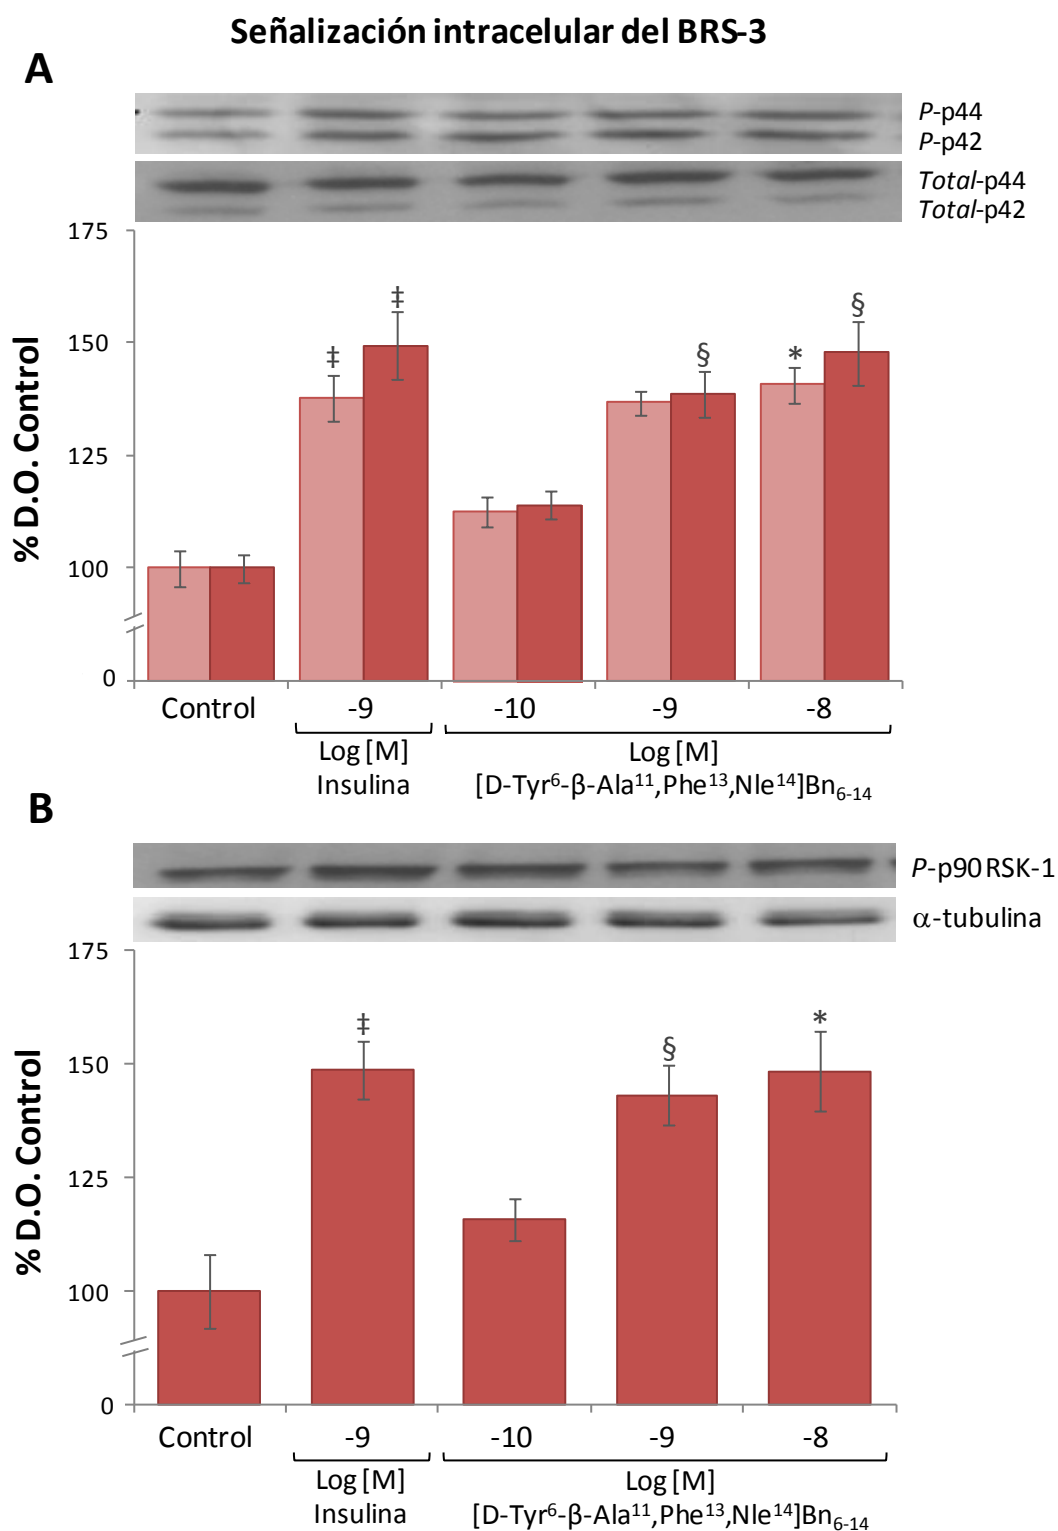 Señalización intracelular del BRS-3
A
P-p44
P-p42
Total-p44
Total-p42
175
150
125
100
0
% D.O. Control
‡
‡
§
*
§
Control
-9
-10
-9
-8
Log [M]
Insulina
Log [M]
[D-Tyr⁶-β-Ala¹¹,Phe¹³,Nle¹⁴]Bn₆₋₁₄
B
P-p90RSK-1
α-tubulina
175
150
125
100
0
% D.O. Control
‡
§
*
Control
-9
-10
-9
-8
Log [M]
Insulina
Log [M]
[D-Tyr⁶-β-Ala¹¹,Phe¹³,Nle¹⁴]Bn₆₋₁₄